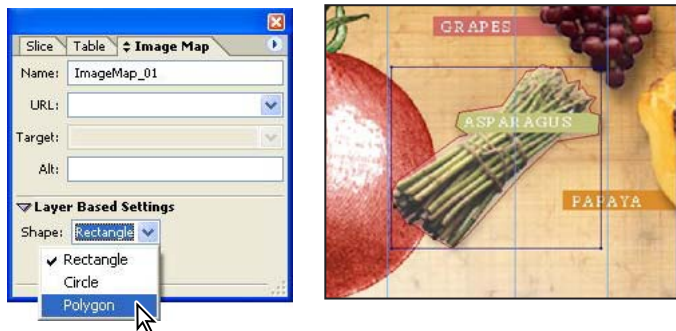 Slice
Table
Image Map
Name: ImageMap_01
URL:
Target:
Alt:
Layer Based Settings
Shape: Rectangle
Rectangle
Circle
Polygon
GRAPES
ASPARAGUS
PAPAYA